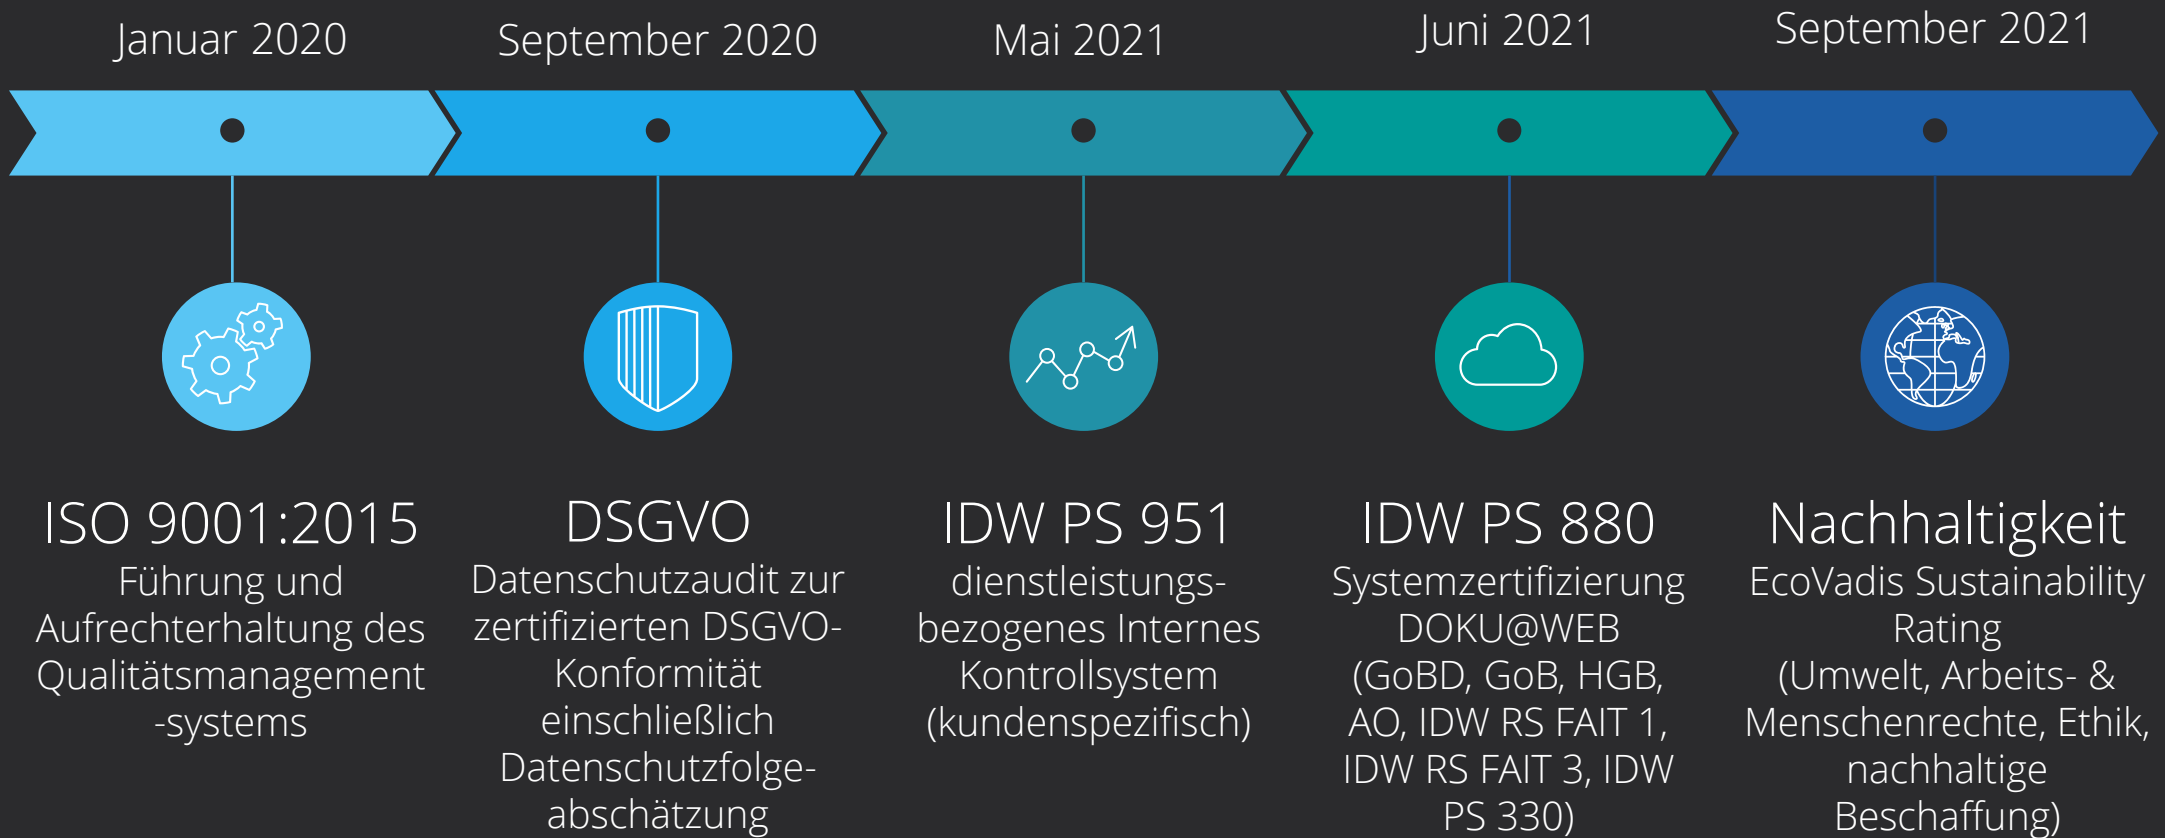 Januar 2020
September 2020
Mai 2021
Juni 2021
September 2021
ISO 9001:2015
Führung und
Aufrechterhaltung des
Qualitätsmanagement
-systems
DSGVO
Datenschutzaudit zur
zertifizierten DSGVO-
Konformität
einschließlich
Datenschutzfolge-
abschätzung
IDW PS 951
dienstleistungs-
bezogenes Internes
Kontrollsystem
(kundenspezifisch)
IDW PS 880
Systemzertifizierung
DOKU@WEB
(GoBD, GoB, HGB,
AO, IDW RS FAIT 1,
IDW RS FAIT 3, IDW
PS 330)
Nachhaltigkeit
EcoVadis Sustainability
Rating
(Umwelt, Arbeits- &
Menschenrechte, Ethik,
nachhaltige
Beschaffung)